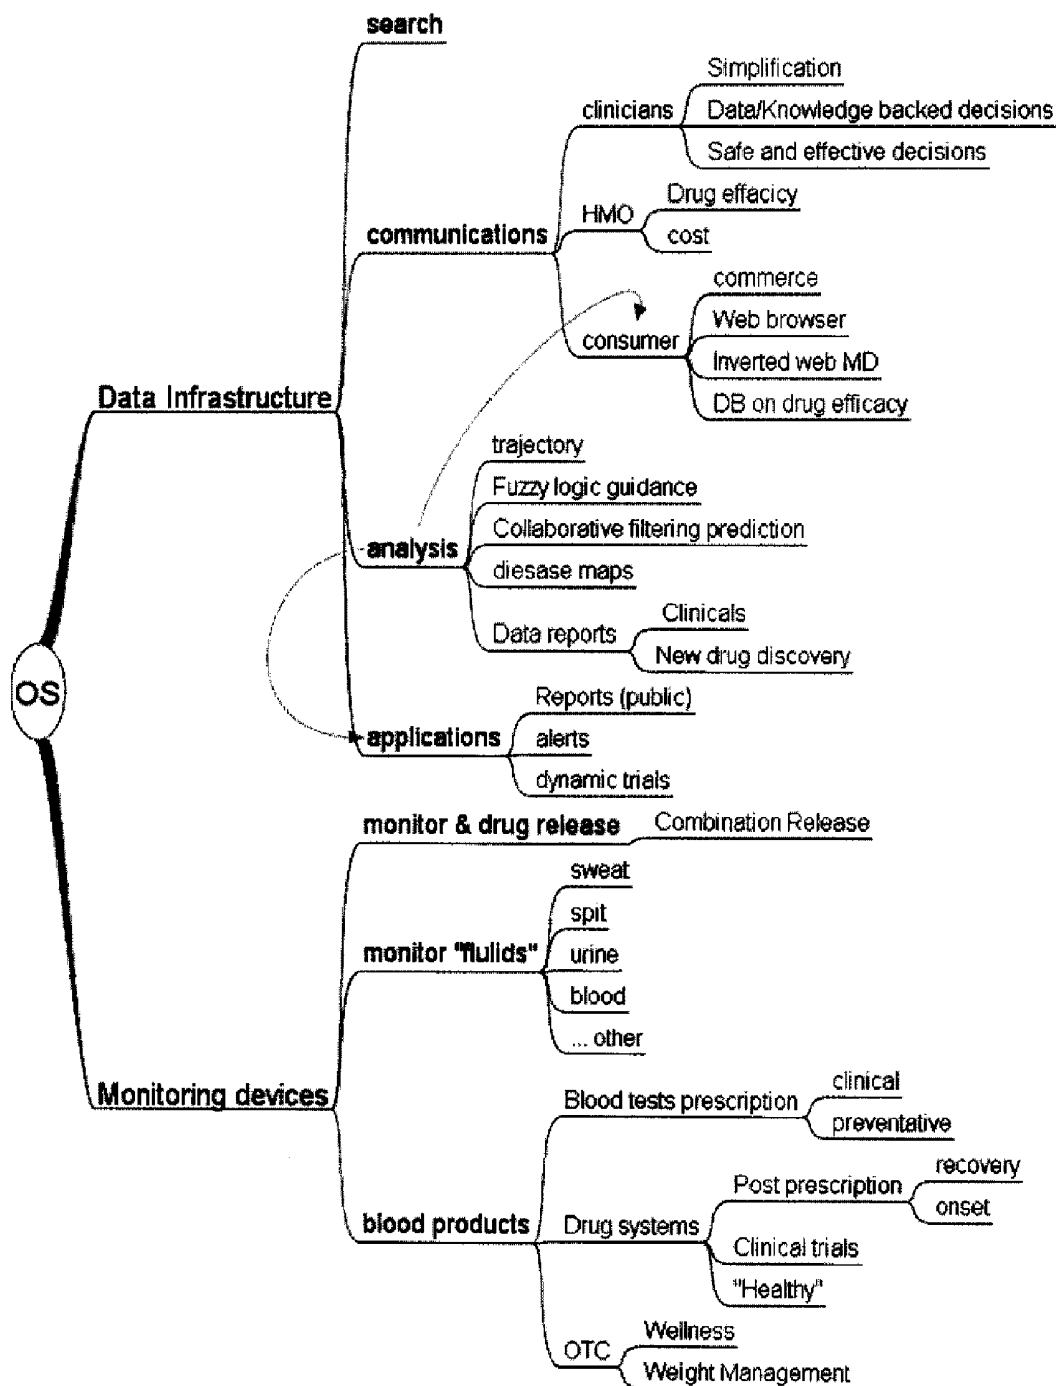 search
Simplification
clinicians
Data/Knowledge backed decisions
Safe and effective decisions
Drug effacicy
HMO
communications
cost
commerce
Web browser
consumer
Inverted web MD
Data Infrastructure
DB on drug efficacy
trajectory
Fuzzy logic guidance
Collaborative filtering prediction
analysis
diesase maps
Clinicals
Data reports
New drug discovery
OS
Reports (public)
applications
alerts
dynamic trials
monitor & drug release
Combination Release
sweat
spit
monitor "flulids"
urine
blood
... other
Monitoring devices
Blood tests prescription
clinical
preventative
recovery
Post prescription
onset
blood products
Drug systems
Clinical trials
"Healthy"
Wellness
OTC
Weight Management